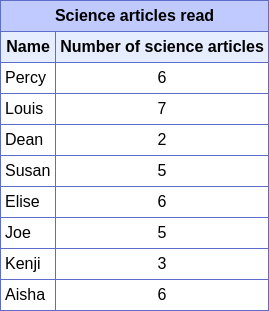 Science articles read
Name Number of science articles
Percy 6
Louis 7
Dean 2
Susan 5
Elise 6
Joe 5
Kenji 3
Aisha 6